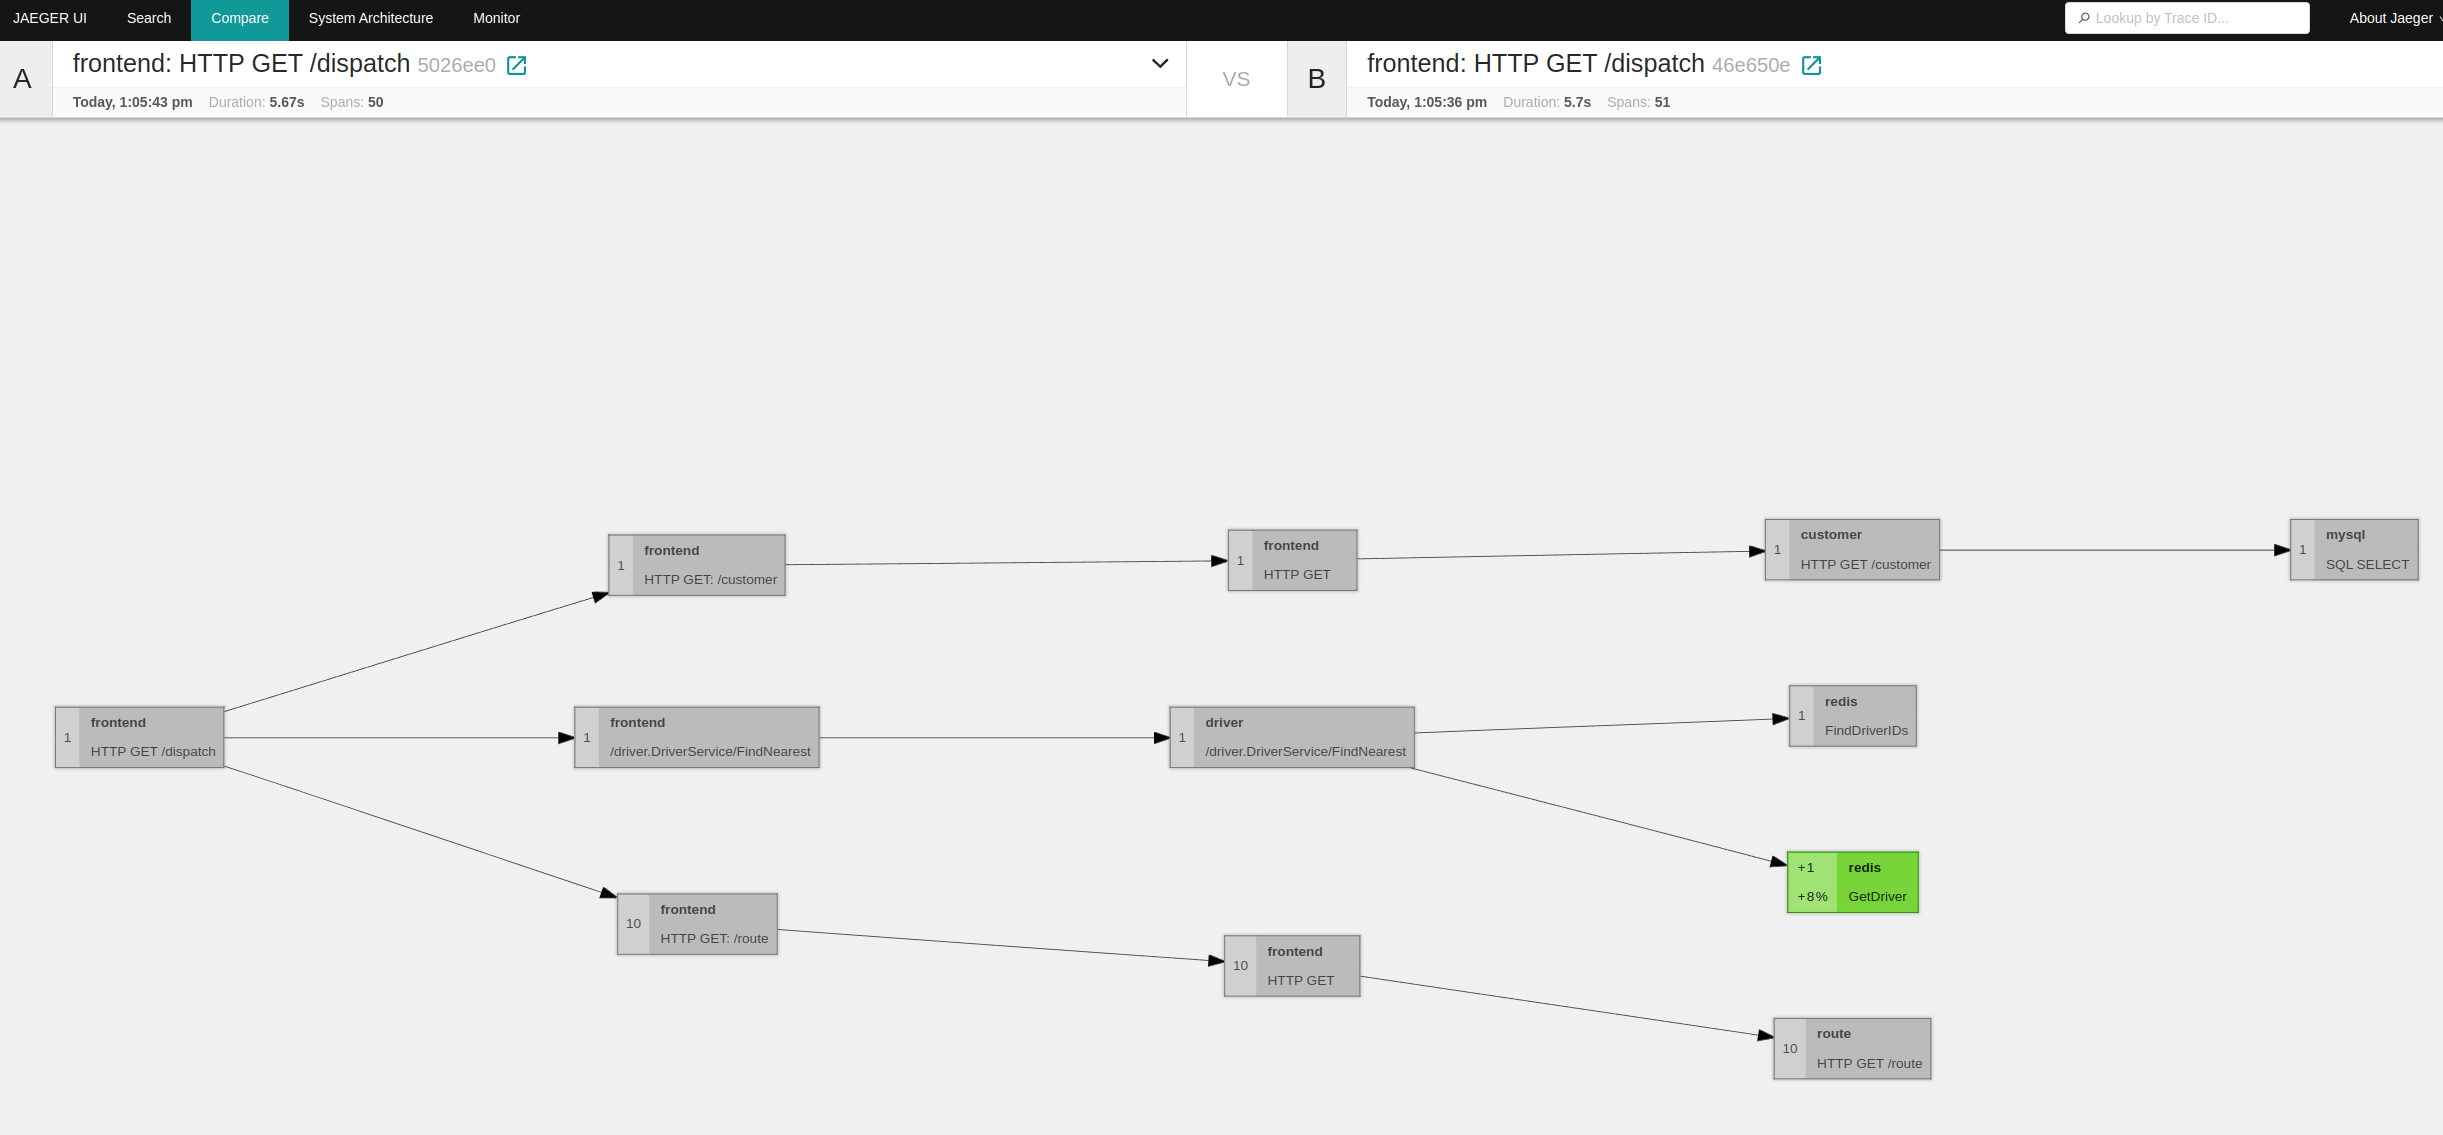 JAEGER UI Search Compare System Architecture Monitor Lookup by Trace ID... About Jaeger
A frontend: HTTP GET /dispatch 5026ee0 VS B frontend: HTTP GET /dispatch 46e650e
Today, 1:05:43 pm Duration: 5.67s Spans: 50 Today, 1:05:36 pm Duration: 5.7s Spans: 51
1 frontend
HTTP GET /dispatch
1 frontend
HTTP GET: /customer
1 frontend
HTTP GET
1 customer
HTTP GET /customer
1 mysql
SQL SELECT
1 frontend
/driver.DriverService/FindNearest
1 driver
/driver.DriverService/FindNearest
1 redis
FindDriverIDs
+1 redis
+8% GetDriver
10 frontend
HTTP GET: /route
10 frontend
HTTP GET
10 route
HTTP GET /route